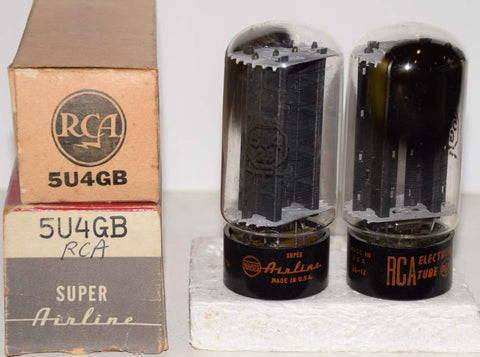 RCA
5U4GB
5U4GB
RCA
SUPER
Airline
SUPER
Airline
MADE IN U.S.A.
MADE IN
U.S.A.
RCA ELECTRON
TUBE